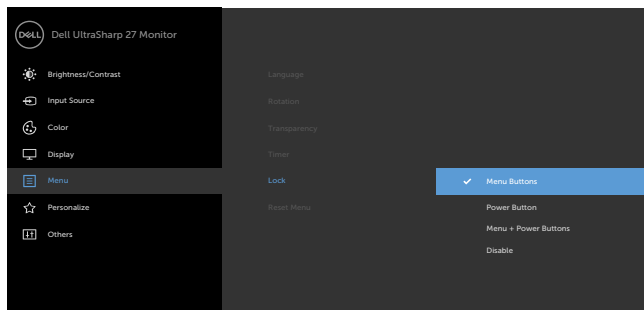 DELL Dell UltraSharp 27 Monitor
Brightness/Contrast
Input Source
Color
Display
Menu
Personalize
Others
Language
Rotation
Transparency
Timer
Lock
Reset Menu
Menu Buttons
Power Button
Menu + Power Buttons
Disable